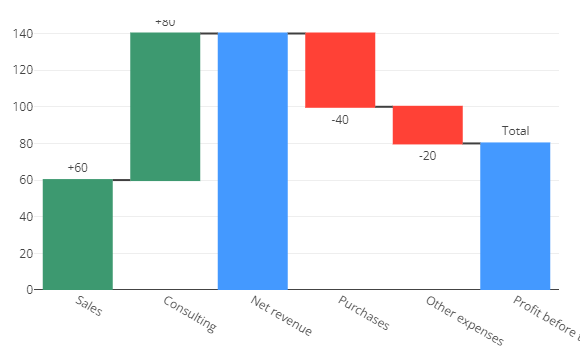 +80
140
120
100
80
60
40
20
0
+60
-40
-20
Total
Sales
Consulting
Net revenue
Purchases
Other expenses
Profit before